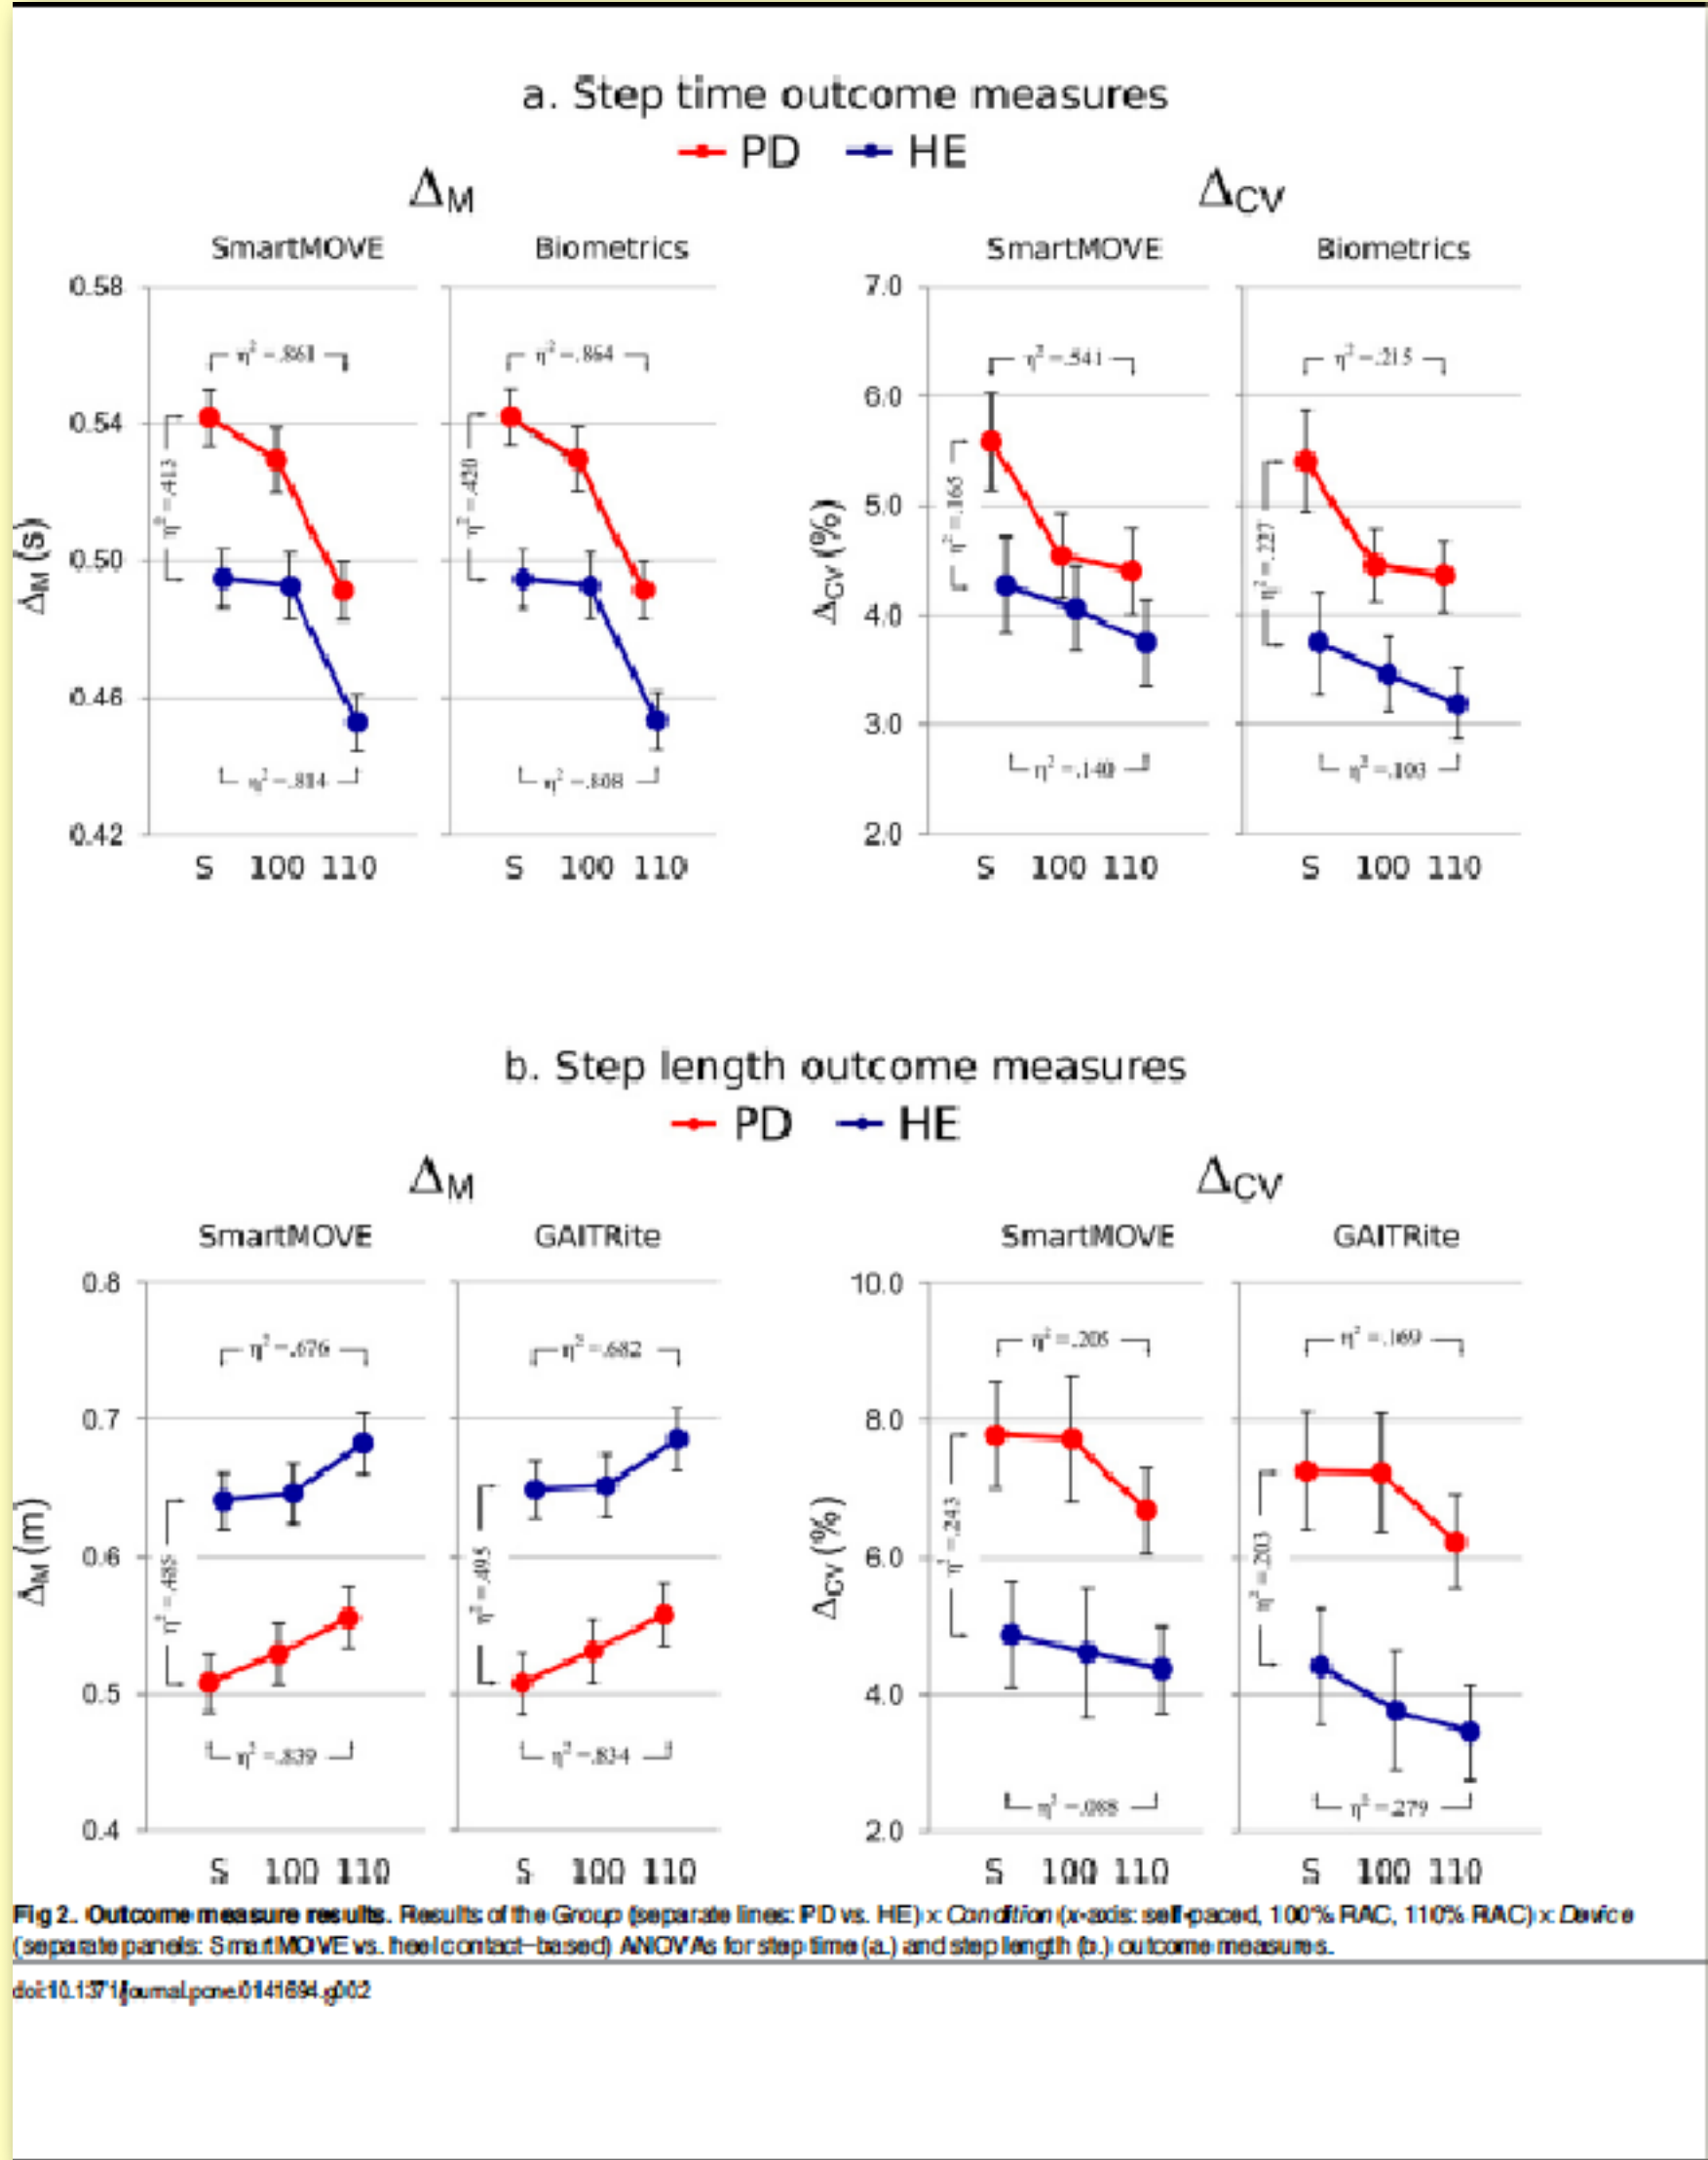 a. Step time outcome measures
PD HE
ΔM ΔCV
SmartMOVE Biometrics SmartMOVE Biometrics
0.58 7.0
η² = .864 η² = .541 η² = .215
6.0
0.54
η² = .413 η² = .420 η² = .165 η² = .227
5.0
0.50
ΔM (s) ΔCV (%)
4.0
0.46
3.0
η² = .814 η² = .808 η² = .140
0.42 2.0
S 100 110 S 100 110 S 100 110 S 100 110
b. Step length outcome measures
PD HE
ΔM ΔCV
SmartMOVE GAITRite SmartMOVE GAITRite
0.8 10.0
η² = .676 η² = .682 η² = .205 η² = .169
0.7 8.0
η² = .485 η² = .495 η² = .243 η² = .203
ΔM (m) ΔCV (%)
0.6 6.0
0.5 4.0
η² = .839 η² = .834 η² = .279
0.4 2.0
S 100 110 S 100 110 S 100 110 S 100 110
Fig 2. Outcome measure results. Results of the Group (separate lines: PD vs. HE) x Condition (x-axis: self-paced, 100% RAC, 110% RAC) x Device
(separate panels: SmartMOVE vs. heel contact-based) ANOVAs for step time (a.) and step length (b.) outcome measures.
doi:10.1371/journal.pone.0141694.g002